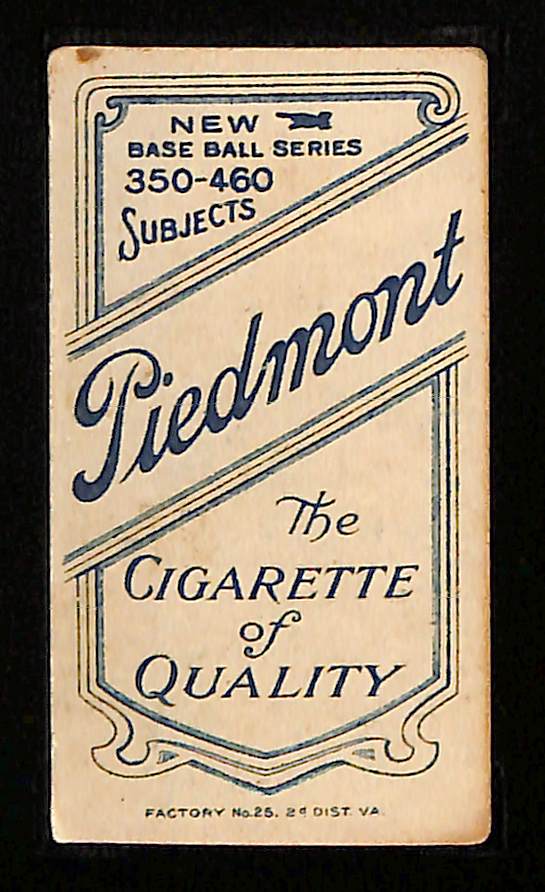 NEW
BASE BALL SERIES
350-460
SUBJECTS
Piedmont
The
CIGARETTE
of
QUALITY
FACTORY No. 25. 2d DIST. VA.